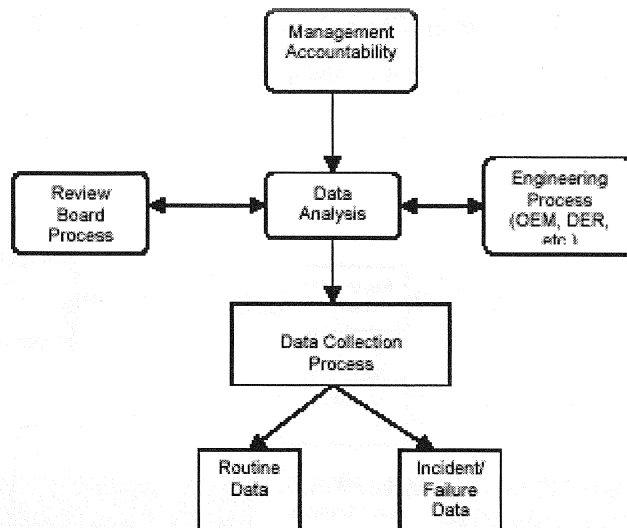 Management
Accountability
Review
Board
Process
Data
Analysis
Engineering
Process
(OEM, DER,
etc.)
Data Collection
Process
Routine
Data
Incident/
Failure
Data